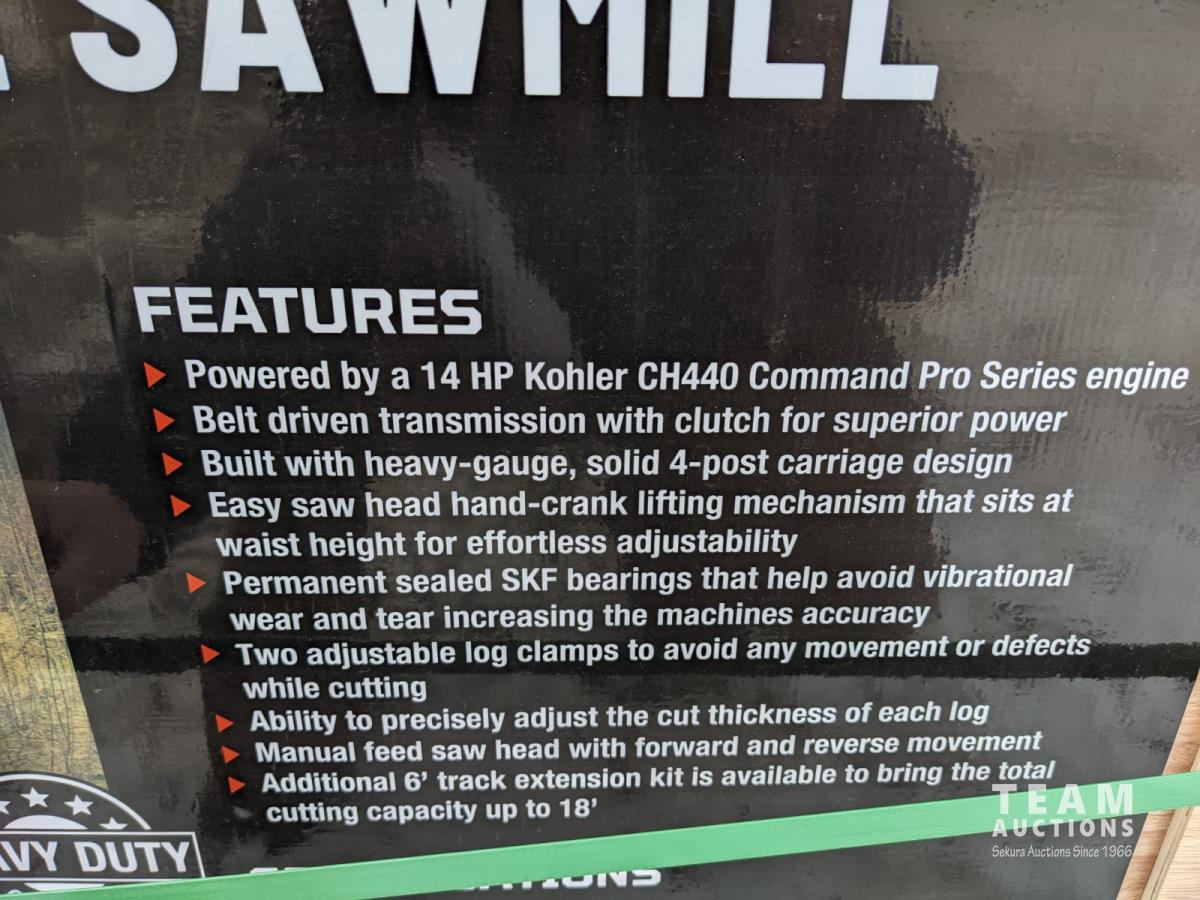 SAWMILL
FEATURES
Powered by a 14 HP Kohler CH440 Command Pro Series engine
Belt driven transmission with clutch for superior power
Built with heavy-gauge, solid 4-post carriage design
Easy saw head hand-crank lifting mechanism that sits at
waist height for effortless adjustability
Permanent sealed SKF bearings that help avoid vibrational
wear and tear increasing the machines accuracy
Two adjustable log clamps to avoid any movement or defects
while cutting
Ability to precisely adjust the cut thickness of each log
Manual feed saw head with forward and reverse movement
Additional 6' track extension kit is available to bring the total
cutting capacity up to 18'
AVY DUTY
TEAM
AUCTIONS
Sekura Auctions Since 1966